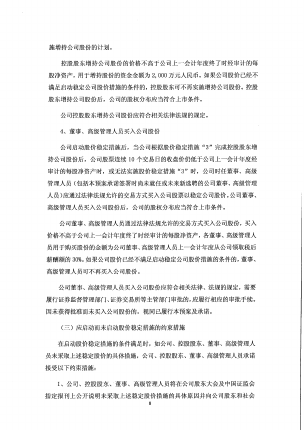 施增持公司股份的计划。
控股股东增持公司股份的价格不高于公司上一会计年度终了时经审计的每
股净资产，用于增持股份的资金金额为 2,000 万元人民币。如果公司股价已经不
满足启动稳定公司股价措施的条件的，控股股东可不再实施增持公司股份。控股
股东增持公司股份后，公司的股权分布应当符合上市条件。
公司控股股东增持公司股份应符合相关法律法规的规定。
4、董事、高级管理人员买入公司股份
公司启动股价稳定措施后，当公司根据股价稳定措施“3”完成控股股东增
持公司股份后，公司股票连续 10 个交易日的收盘价仍低于公司上一会计年度经
审计的每股净资产时，或无法实施股价稳定措施“3”时，公司时任董事、高级
管理人员（包括本预案承诺签署时尚未就任或未来新选聘的公司董事、高级管理
人员）应通过法律法规允许的交易方式买入公司股票以稳定公司股价。公司董事、
高级管理人员买入公司股份后，公司的股权分布应当符合上市条件。
公司董事、高级管理人员通过法律法规允许的交易方式买入公司股份，买入
价格不高于公司上一会计年度终了时经审计的每股净资产，各董事、高级管理人
员用于购买股份的金额为公司董事、高级管理人员上一会计年度从公司领取税后
薪酬额的 30%。如果公司股价已经不满足启动稳定公司股价措施的条件的，董事、
高级管理人员可不再买入公司股份。
公司董事、高级管理人员买入公司股份应符合相关法律、法规的规定，需要
履行证券监督管理部门、证券交易所等主管部门审批的，应履行相应的审批手续。
因未获得批准而未买入公司股份的，视同已履行本预案及承诺。
（三）应启动而未启动股价稳定措施的约束措施
在启动股价稳定措施的条件满足时，如公司、控股股东、董事、高级管理人
员未采取上述稳定股价的具体措施，公司、控股股东、董事、高级管理人员承诺
接受以下约束措施：
1、公司、控股股东、董事、高级管理人员将在公司股东大会及中国证监会
指定报刊上公开说明未采取上述稳定股价措施的具体原因并向公司股东和社会